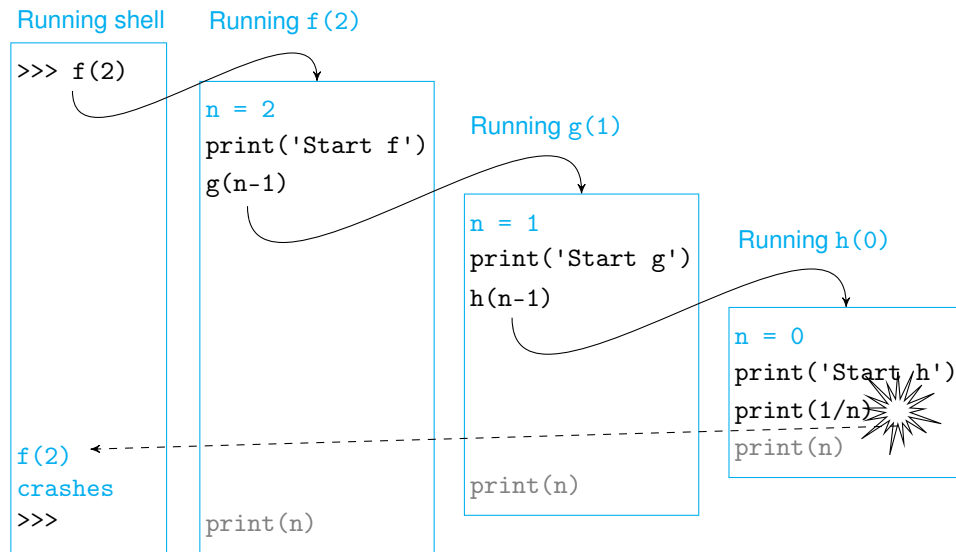 Running shell
>>> f(2)
f(2)
crashes
>>>
Running f(2)
n = 2
print('Start f')
g(n-1)
print(n)
Running g(1)
n = 1
print('Start g')
h(n-1)
print(n)
Running h(0)
n = 0
print('Start h')
print(1/n)
print(n)